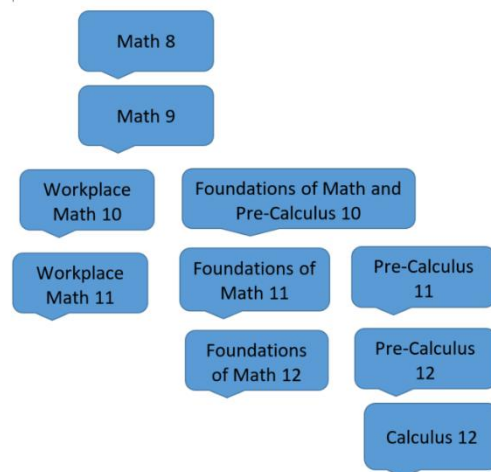 Math 8
Math 9
Workplace
Math 10
Foundations of Math and
Pre-Calculus 10
Workplace
Math 11
Foundations of
Math 11
Pre-Calculus
11
Foundations
of Math 12
Pre-Calculus
12
Calculus 12